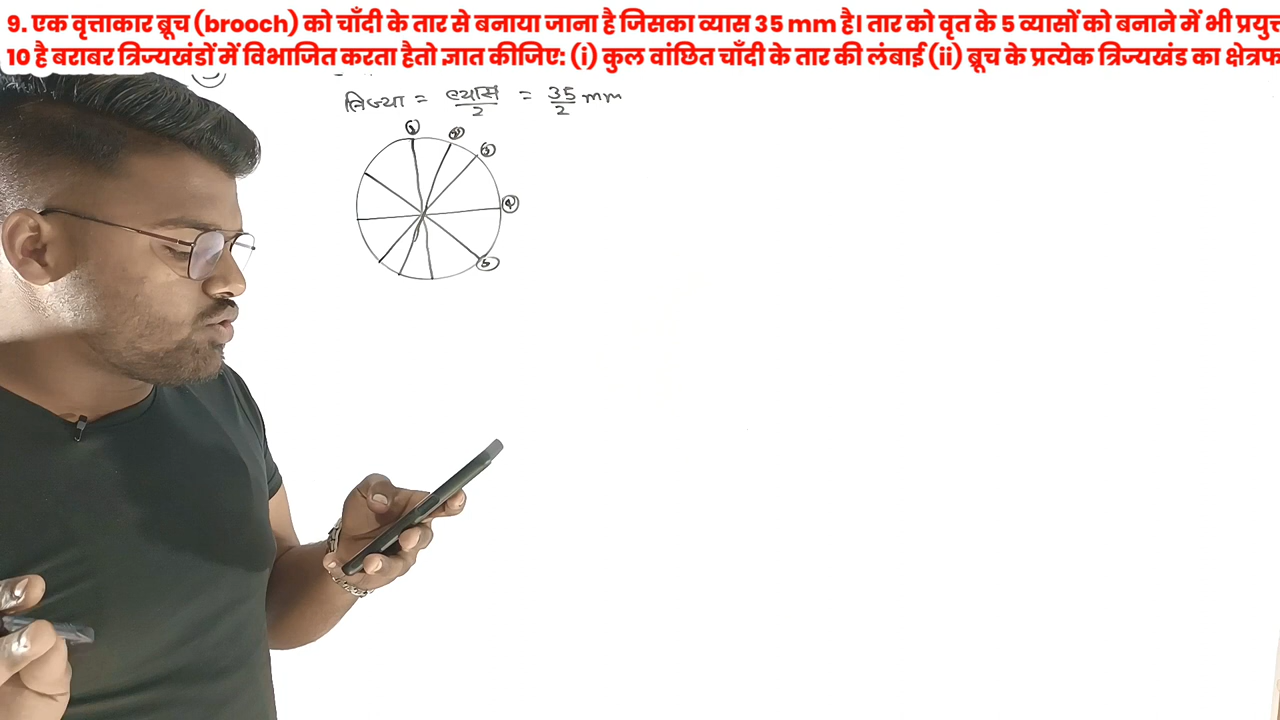 9. एक वृत्ताकार ब्रूच (brooch) को चाँदी के तार से बनाया जाना है जिसका व्यास 35 mm है। तार को वृत के 5 व्यासों को बनाने में भी प्रयुक्
10 है बराबर त्रिज्यखंडों में विभाजित करता हैतो ज्ञात कीजिए: (i) कुल वांछित चाँदी के तार की लंबाई (ii) ब्रूच के प्रत्येक त्रिज्यखंड का क्षेत्रफ
त्रिज्या = व्यास/2 = 35/2 mm
① ② ③
④
⑤